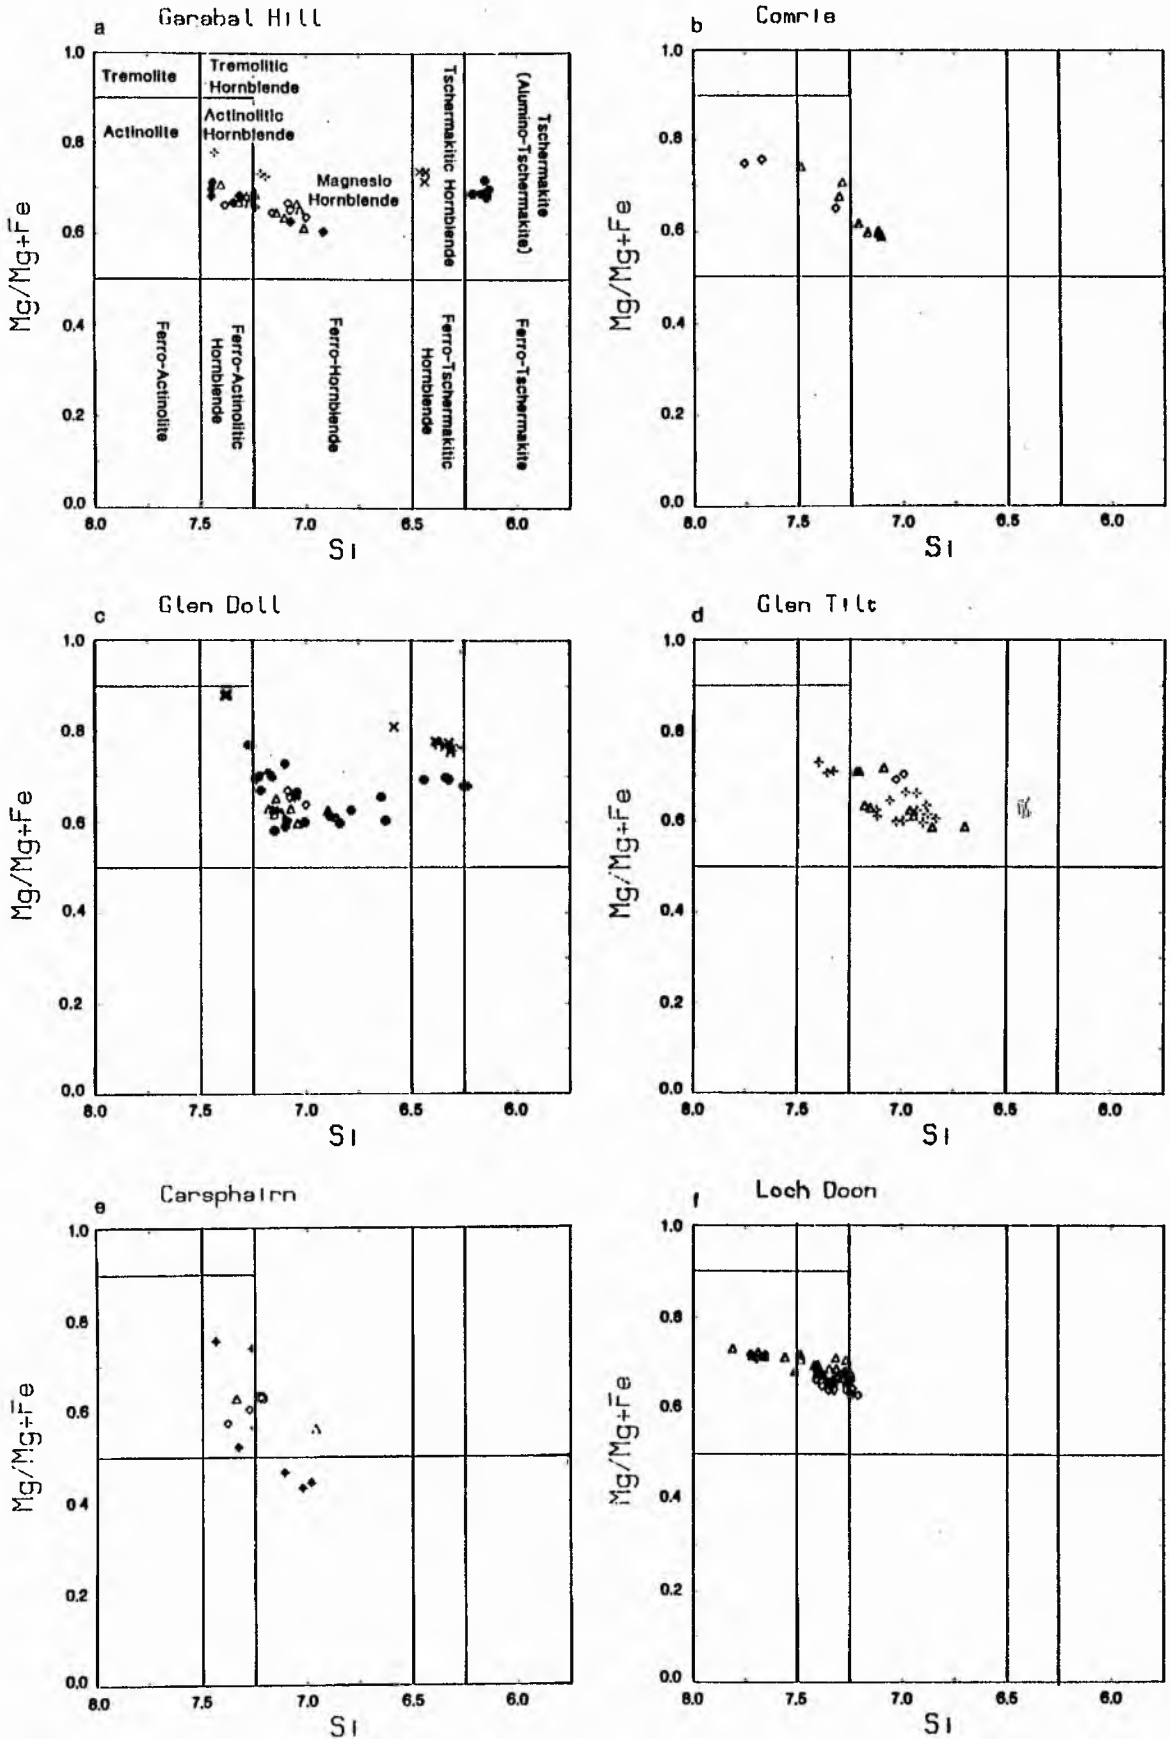 a Garabal Hill
1.0
0.8
0.6
0.4
0.2
0.0
Mg/Mg+Fe
Tremolite
Tremolitic
Hornblende
Actinolite
Actinolitic
Hornblende
Magnesio
Hornblende
Tschermakitic Hornblende
Tschermakite
(Alumino-Tschermakite)
Ferro-Actinolite
Ferro-Actinolitic
Hornblende
Ferro-Hornblende
Ferro-Tschermakitic
Hornblende
Ferro-Tschermakite
8.0 7.5 7.0 6.5 6.0
Si
b Comrie
1.0
0.8
0.6
0.4
0.2
0.0
Mg/Mg+Fe
8.0 7.5 7.0 6.5 6.0
Si
c Glen Doll
1.0
0.8
0.6
0.4
0.2
0.0
Mg/Mg+Fe
8.0 7.5 7.0 6.5 6.0
Si
d Glen Tilt
1.0
0.8
0.6
0.4
0.2
0.0
Mg/Mg+Fe
8.0 7.5 7.0 6.5 6.0
Si
e Carsphairn
1.0
0.8
0.6
0.4
0.2
0.0
Mg/Mg+Fe
8.0 7.5 7.0 6.5 6.0
Si
f Loch Doon
1.0
0.8
0.6
0.4
0.2
0.0
Mg/Mg+Fe
8.0 7.5 7.0 6.5 6.0
Si